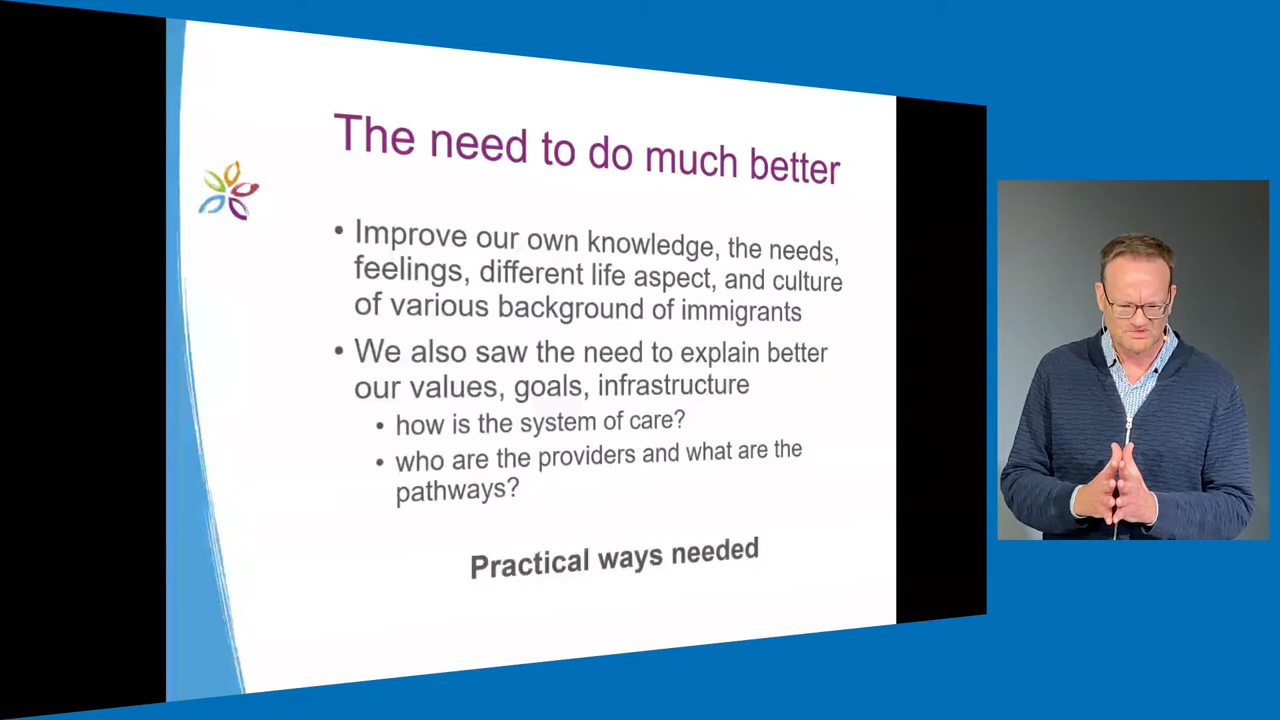 The need to do much better
• Improve our own knowledge, the needs,
feelings, different life aspect, and culture
of various background of immigrants
• We also saw the need to explain better
our values, goals, infrastructure
• how is the system of care?
• who are the providers and what are the
pathways?
Practical ways needed